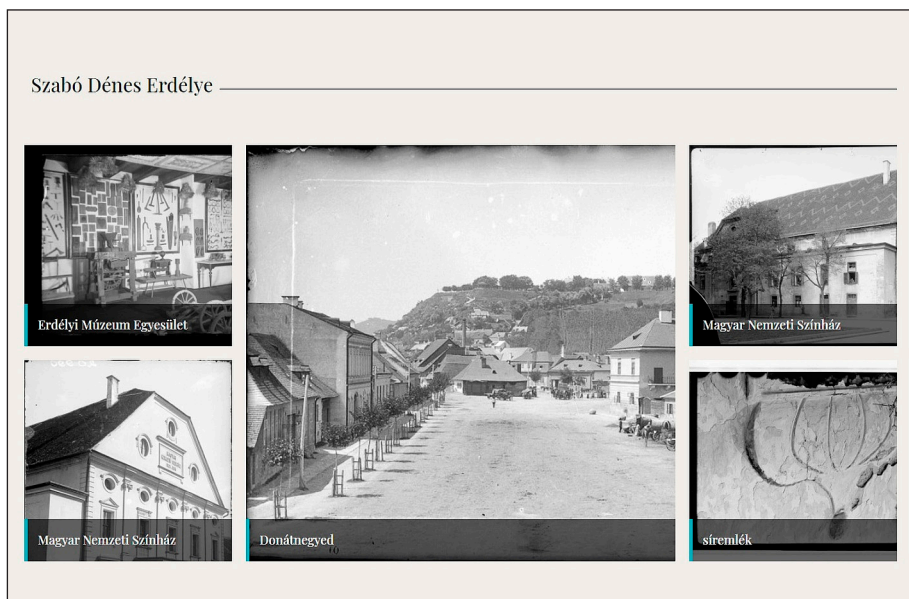 Szabó Dénes Erdélye
Erdélyi Múzeum Egyesület
Magyar Nemzeti Színház
Donátnegyed
Magyar Nemzeti Színház
síremlék